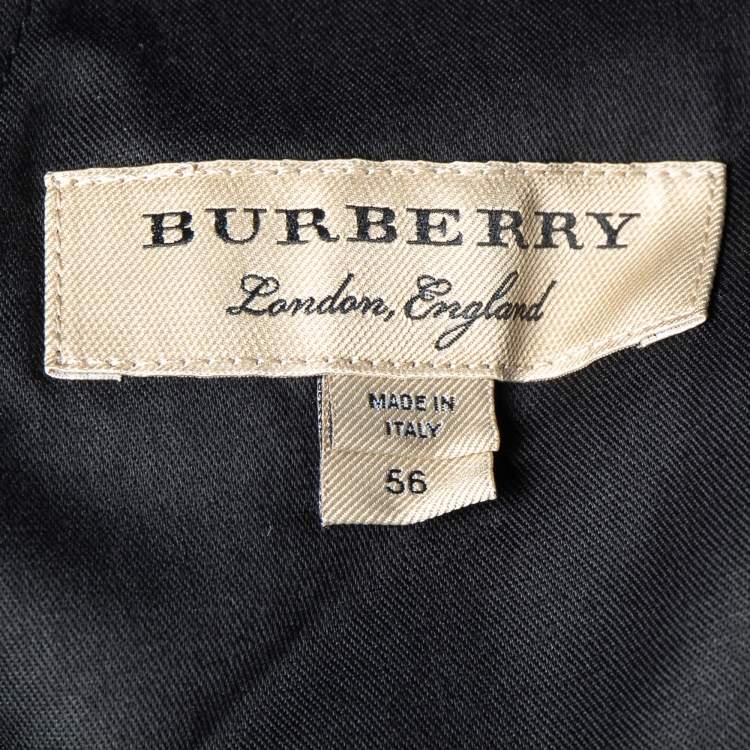 BURBERRY
London, England
MADE IN
ITALY
56